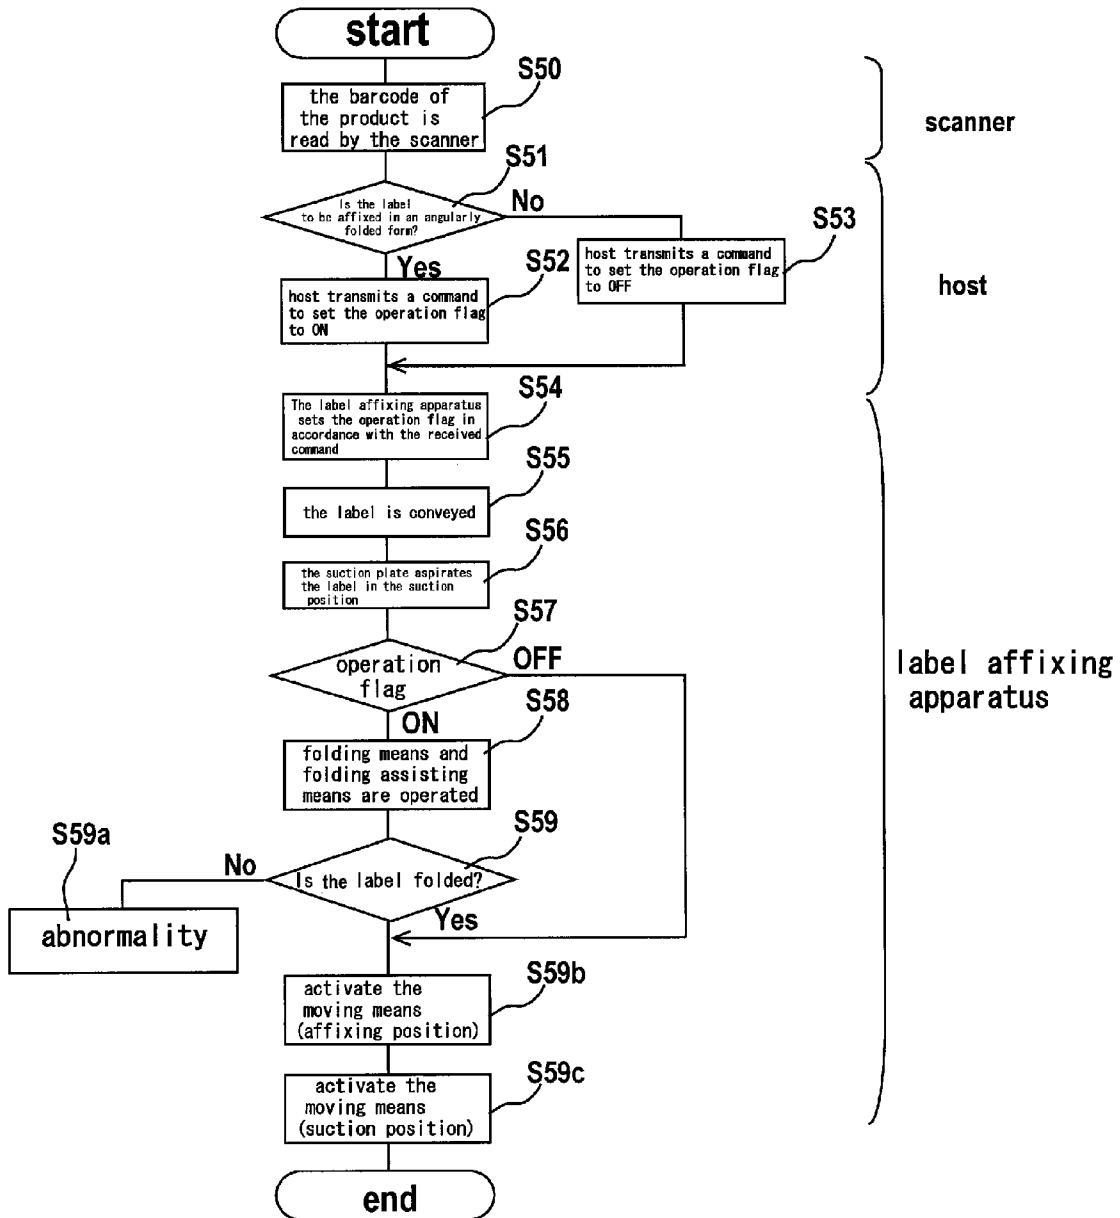 start
S50
the barcode of
the product is
read by the scanner
scanner
S51
Is the label
to be affixed in an angularly
folded form?
No
Yes
S53
host transmits a command
to set the operation flag
to OFF
S52
host transmits a command
to set the operation flag
to ON
host
S54
The label affixing apparatus
sets the operation flag in
accordance with the received
command
S55
the label is conveyed
S56
the suction plate aspirates
the label in the suction
position
S57
operation
flag
OFF
ON
label affixing
apparatus
S58
folding means and
folding assisting
means are operated
S59
Is the label folded?
No
Yes
S59a
abnormality
S59b
activate the
moving means
(affixing position)
S59c
activate the
moving means
(suction position)
end